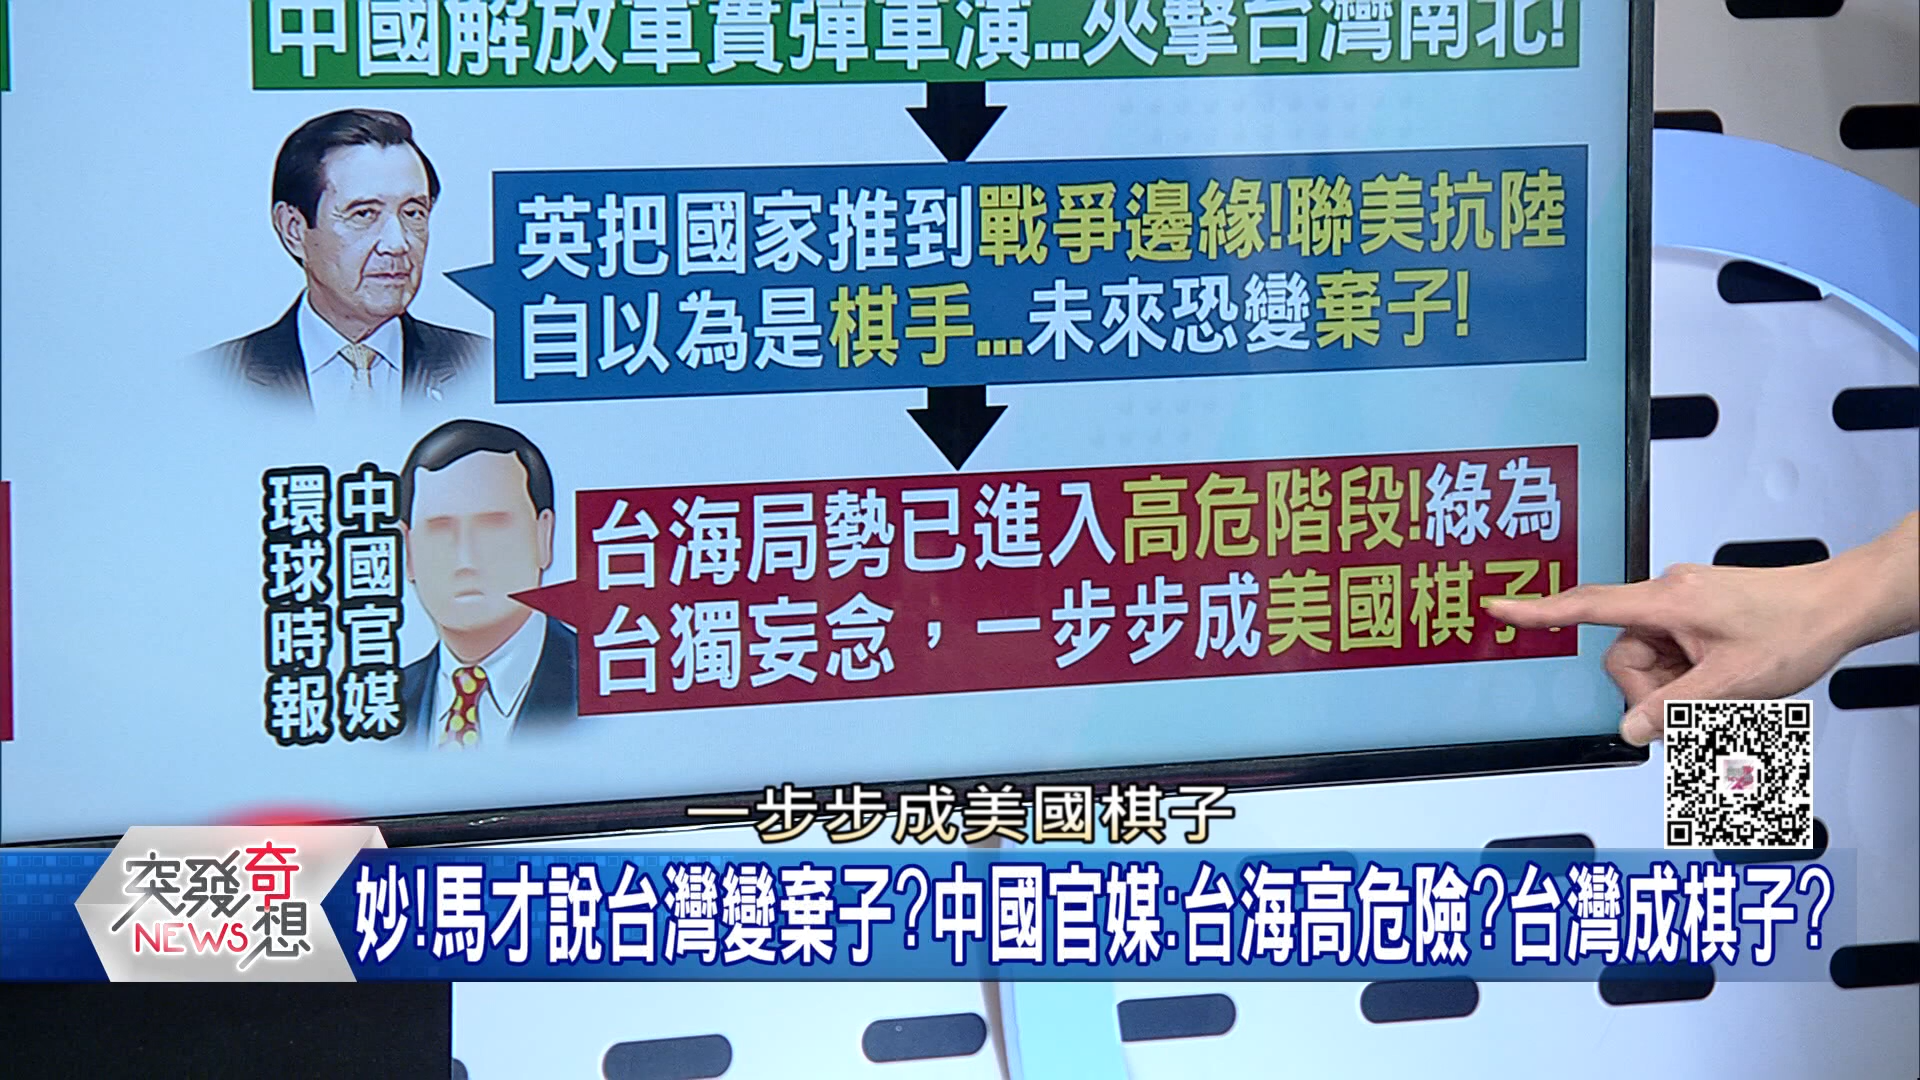 中國解放軍實彈軍演...夾擊台灣南北!
英把國家推到戰爭邊緣!聯美抗陸
自以為是棋手...未來恐變棄子!
中國官媒
環球時報
台海局勢已進入高危階段!綠為
台獨妄念，一步步成美國棋子!
一步步成美國棋子
突發奇想
NEWS
妙!馬才說台灣變棄子?中國官媒:台海高危險?台灣成棋子?